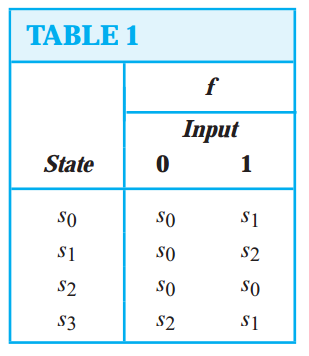 TABLE 1
f
Input
State 0 1
s0 s0 s1
s1 s0 s2
s2 s0 s0
s3 s2 s1